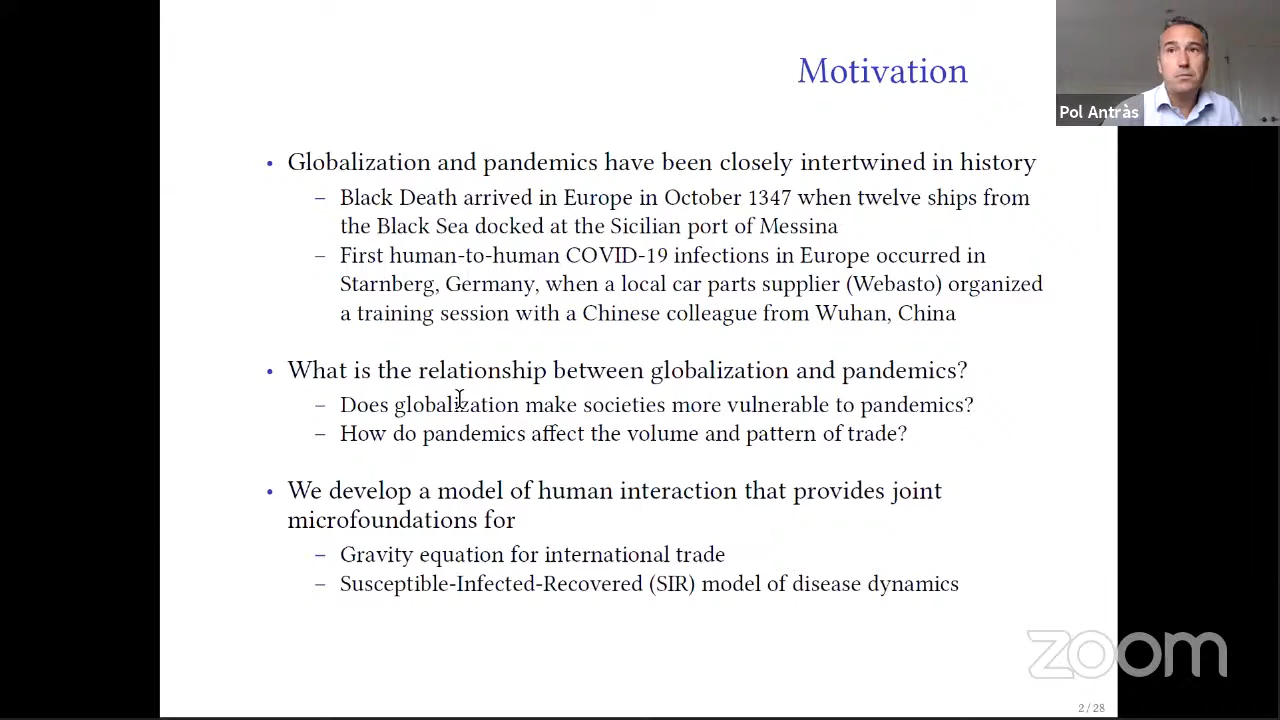 Motivation
Pol Antràs
• Globalization and pandemics have been closely intertwined in history
– Black Death arrived in Europe in October 1347 when twelve ships from
the Black Sea docked at the Sicilian port of Messina
– First human-to-human COVID-19 infections in Europe occurred in
Starnberg, Germany, when a local car parts supplier (Webasto) organized
a training session with a Chinese colleague from Wuhan, China
• What is the relationship between globalization and pandemics?
– Does globalization make societies more vulnerable to pandemics?
– How do pandemics affect the volume and pattern of trade?
• We develop a model of human interaction that provides joint
microfoundations for
– Gravity equation for international trade
– Susceptible-Infected-Recovered (SIR) model of disease dynamics
zoom
2 / 28